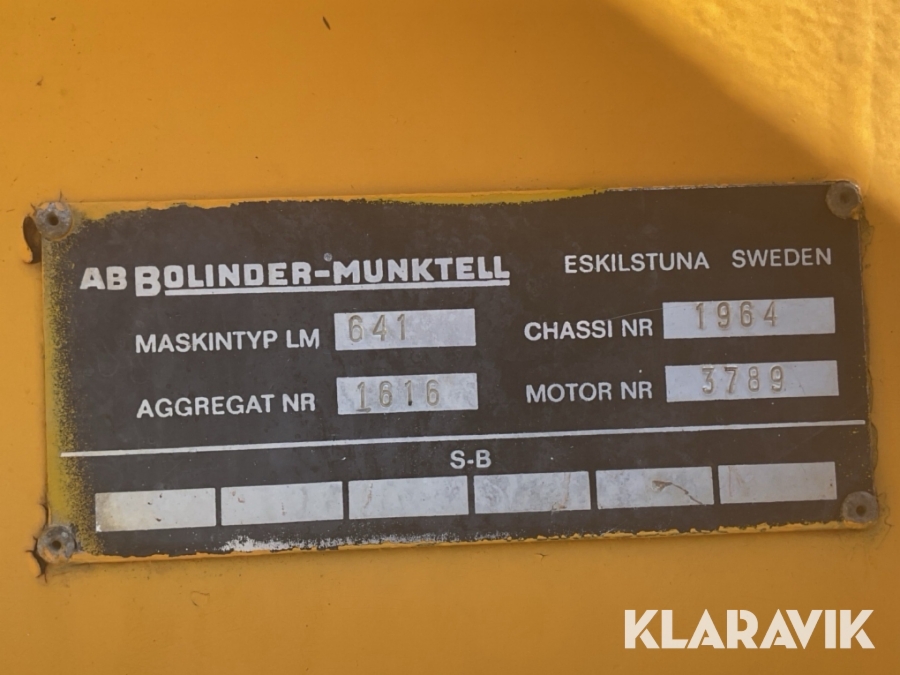 AB BOLINDER-MUNKTELL ESKILSTUNA SWEDEN
MASKINTYP LM 641 CHASSI NR 1964
AGGREGAT NR 1616 MOTOR NR 3789
S-B
KLARAVIK